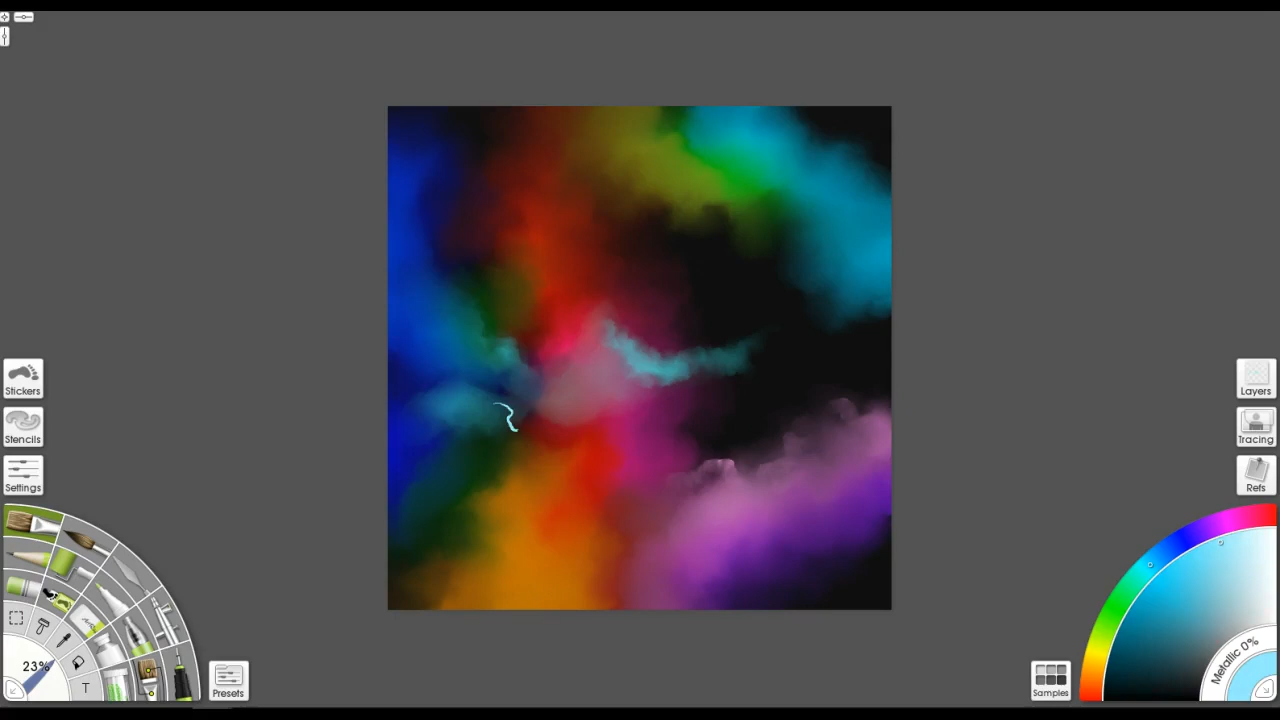 Stickers
Stencils
Settings
23%
T
Presets
Layers
Tracing
Refs
Samples
Metallic 0%